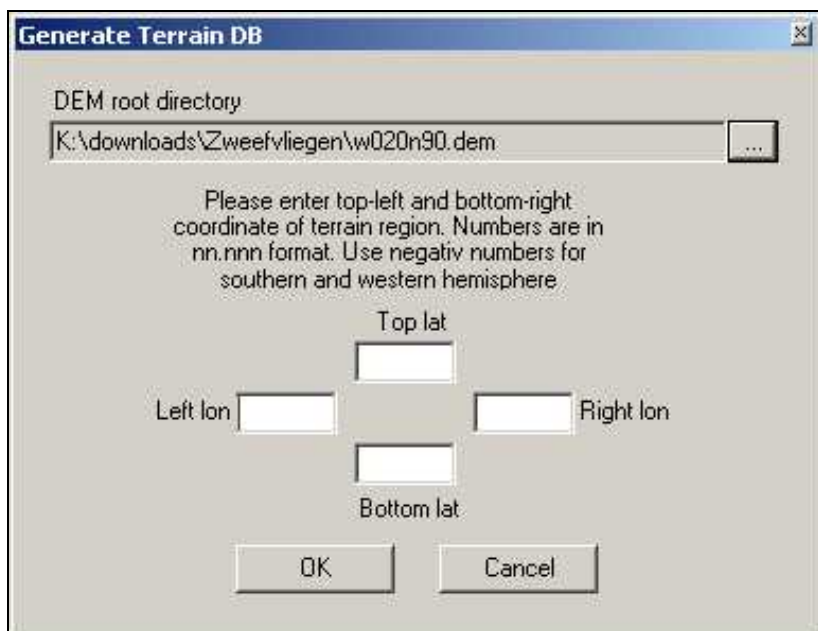 Generate Terrain DB
DEM root directory
K:\downloads\Zweefvliegen\w020n90.dem
...
Please enter top-left and bottom-right
coordinate of terrain region. Numbers are in
nn.nnn format. Use negativ numbers for
southern and western hemisphere
Top lat
Left lon
Right lon
Bottom lat
OK
Cancel